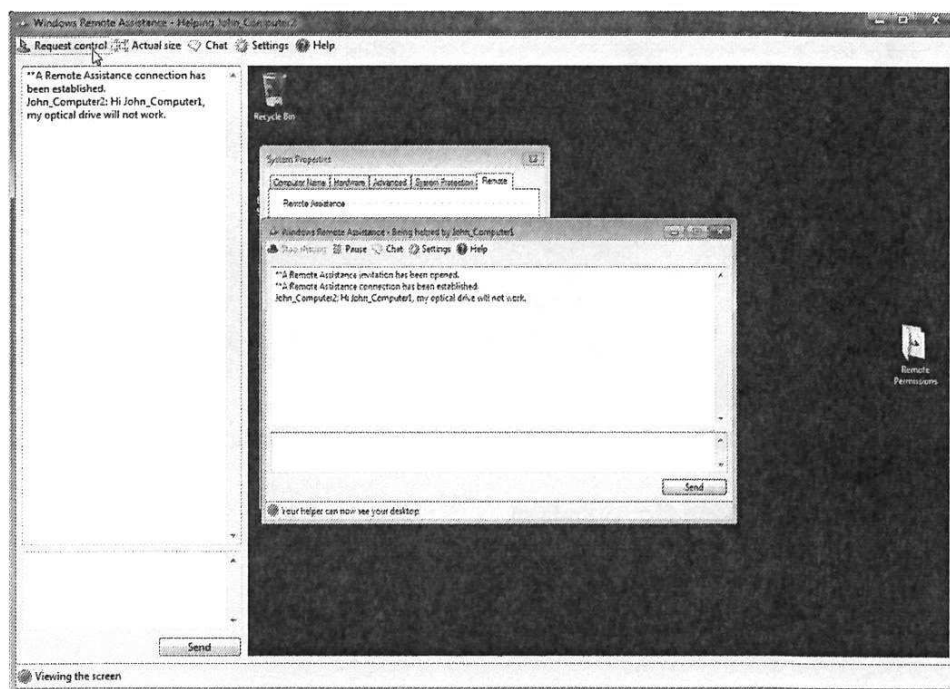 Windows Remote Assistance - Helping John_Computer2
Request control Actual size Chat Settings Help
**A Remote Assistance connection has
been established.
John_Computer2: Hi John_Computer1,
my optical drive will not work.
Send
Viewing the screen
Recycle Bin
System Properties
Computer Name Hardware Advanced System Protection Remote
Remote Assistance
Windows Remote Assistance - Being helped by John_Computer1
Stop sharing Pause Chat Settings Help
**A Remote Assistance invitation has been opened.
**A Remote Assistance connection has been established.
John_Computer2: Hi John_Computer1, my optical drive will not work.
Send
Your helper can now see your desktop
Remote
Permissions